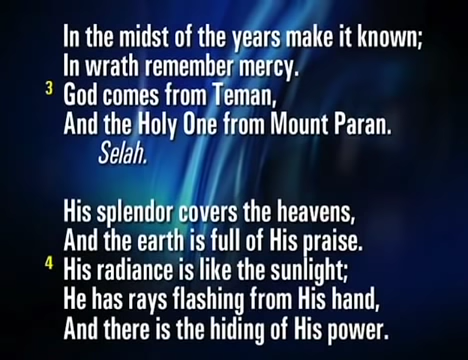 In the midst of the years make it known;
In wrath remember mercy.
3 God comes from Teman,
And the Holy One from Mount Paran.
Selah.
His splendor covers the heavens,
And the earth is full of His praise.
4 His radiance is like the sunlight;
He has rays flashing from His hand,
And there is the hiding of His power.